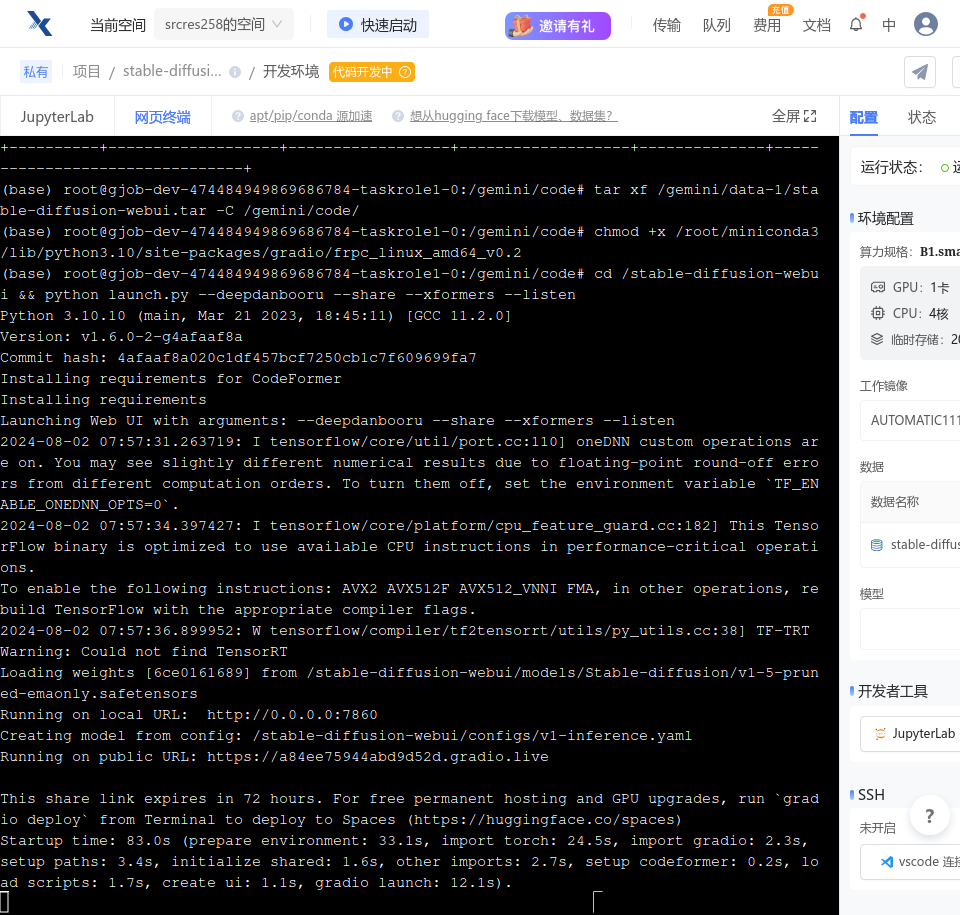 当前空间 srcres258的空间 快速启动 邀请有礼 传输 队列 费用 充值 文档 中
私有 项目 / stable-diffusi... / 开发环境 代码开发中
JupyterLab 网页终端 apt/pip/conda 源加速 想从hugging face下载模型、数据集? 全屏 配置 状态
+----------+-------------------+------------------+-------------------+--------------+-----
---------------------------+
(base) root@gjob-dev-474484949869686784-taskrole1-0:/gemini/code# tar xf /gemini/data-1/sta
ble-diffusion-webui.tar -C /gemini/code/
(base) root@gjob-dev-474484949869686784-taskrole1-0:/gemini/code# chmod +x /root/miniconda3
/lib/python3.10/site-packages/gradio/frpc_linux_amd64_v0.2
(base) root@gjob-dev-474484949869686784-taskrole1-0:/gemini/code# cd /stable-diffusion-webu
i && python launch.py --deepdanbooru --share --xformers --listen
Python 3.10.10 (main, Mar 21 2023, 18:45:11) [GCC 11.2.0]
Version: v1.6.0-2-g4afaaf8a
Commit hash: 4afaaf8a020c1df457bcf7250cb1c7f609699fa7
Installing requirements for CodeFormer
Installing requirements
Launching Web UI with arguments: --deepdanbooru --share --xformers --listen
2024-08-02 07:57:31.263719: I tensorflow/core/util/port.cc:110] oneDNN custom operations ar
e on. You may see slightly different numerical results due to floating-point round-off erro
rs from different computation orders. To turn them off, set the environment variable `TF_EN
ABLE_ONEDNN_OPTS=0`.
2024-08-02 07:57:34.397427: I tensorflow/core/platform/cpu_feature_guard.cc:182] This Tenso
rFlow binary is optimized to use available CPU instructions in performance-critical operati
ons.
To enable the following instructions: AVX2 AVX512F AVX512_VNNI FMA, in other operations, re
build TensorFlow with the appropriate compiler flags.
2024-08-02 07:57:36.899952: W tensorflow/compiler/tf2tensorrt/utils/py_utils.cc:38] TF-TRT
Warning: Could not find TensorRT
Loading weights [6ce0161689] from /stable-diffusion-webui/models/Stable-diffusion/v1-5-prun
ed-emaonly.safetensors
Running on local URL:  http://0.0.0.0:7860
Creating model from config: /stable-diffusion-webui/configs/v1-inference.yaml
Running on public URL: https://a84ee75944abd9d52d.gradio.live
This share link expires in 72 hours. For free permanent hosting and GPU upgrades, run `grad
io deploy` from Terminal to deploy to Spaces (https://huggingface.co/spaces)
Startup time: 83.0s (prepare environment: 33.1s, import torch: 24.5s, import gradio: 2.3s,
setup paths: 3.4s, initialize shared: 1.6s, other imports: 2.7s, setup codeformer: 0.2s, lo
ad scripts: 1.7s, create ui: 1.1s, gradio launch: 12.1s).
运行状态： 运
环境配置
算力规格： B1.sma
GPU： 1卡
CPU： 4核
临时存储： 20
工作镜像
AUTOMATIC111
数据
数据名称
stable-diffus
模型
开发者工具
JupyterLab
SSH
未开启
?
vscode 连接